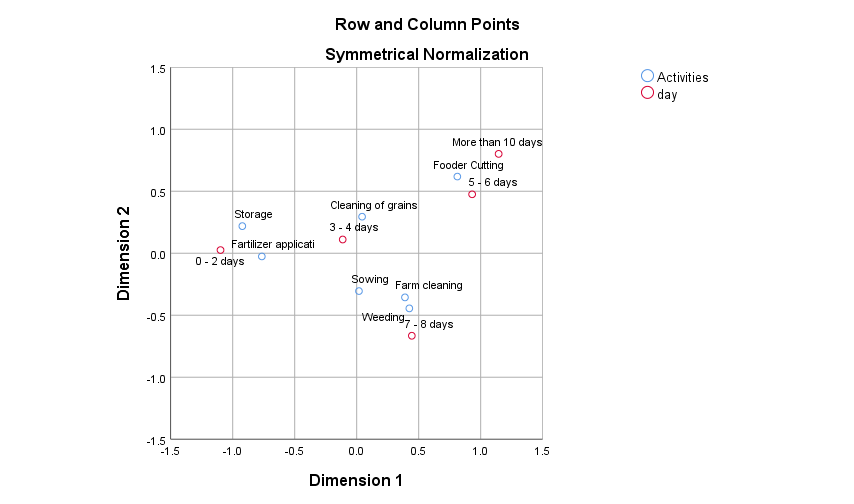 Row and Column Points
Symmetrical Normalization
Activities
day
1.5
1.0
0.5
0.0
-0.5
-1.0
-1.5
Dimension 2
More than 10 days
Fooder Cutting
5 - 6 days
Cleaning of grains
Storage
3 - 4 days
Fartilizer applicati
0 - 2 days
Sowing
Farm cleaning
Weeding
7 - 8 days
-1.5
-1.0
-0.5
0.0
0.5
1.0
1.5
Dimension 1